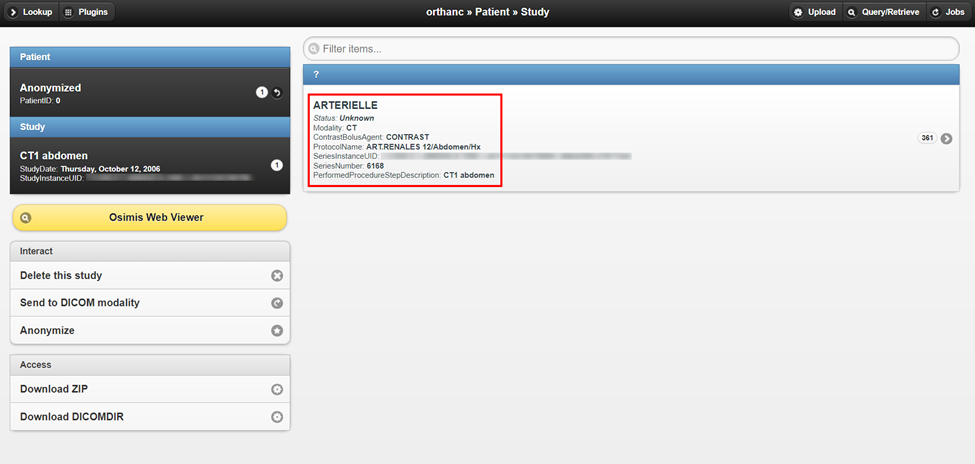 Lookup
Plugins
orthanc » Patient » Study
Upload
Query/Retrieve
Jobs
Patient
Anonymized
PatientID: 0
1
Study
CT1 abdomen
StudyDate: Thursday, October 12, 2006
StudyInstanceUID:
1
Osimis Web Viewer
Interact
Delete this study
Send to DICOM modality
Anonymize
Access
Download ZIP
Download DICOMDIR
Filter items...
?
ARTERIELLE
Status: Unknown
Modality: CT
ContrastBolusAgent: CONTRAST
ProtocolName: ART.RENALES 12/Abdomen/Hx
SeriesInstanceUID:
SeriesNumber: 6168
PerformedProcedureStepDescription: CT1 abdomen
361